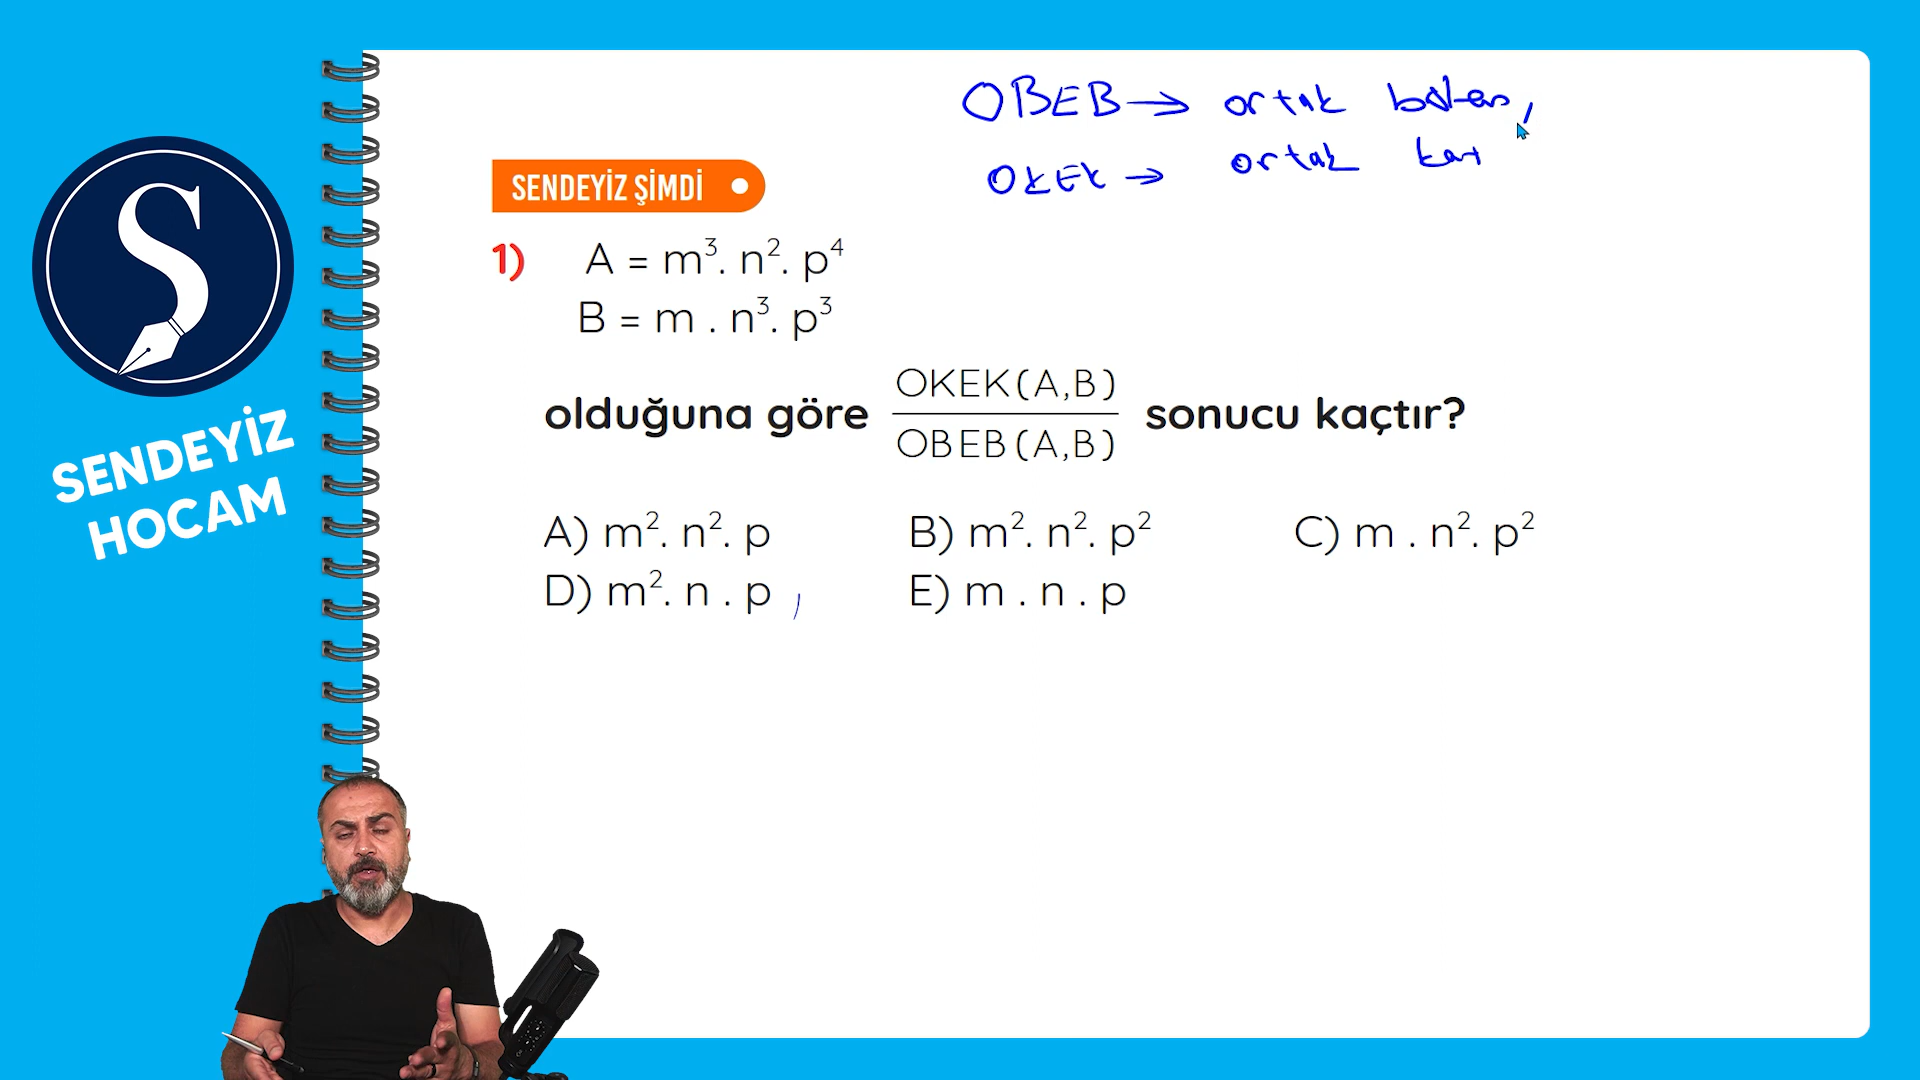 OBEB → ortak bölen,
OKEK → ortak kat
SENDEYİZ ŞİMDİ
1) A = m³. n². p⁴
B = m . n³. p³
olduğuna göre OKEK(A,B) / OBEB(A,B) sonucu kaçtır?
A) m². n². p B) m². n². p² C) m . n². p²
D) m². n . p , E) m . n . p
S
SENDEYİZ
HOCAM